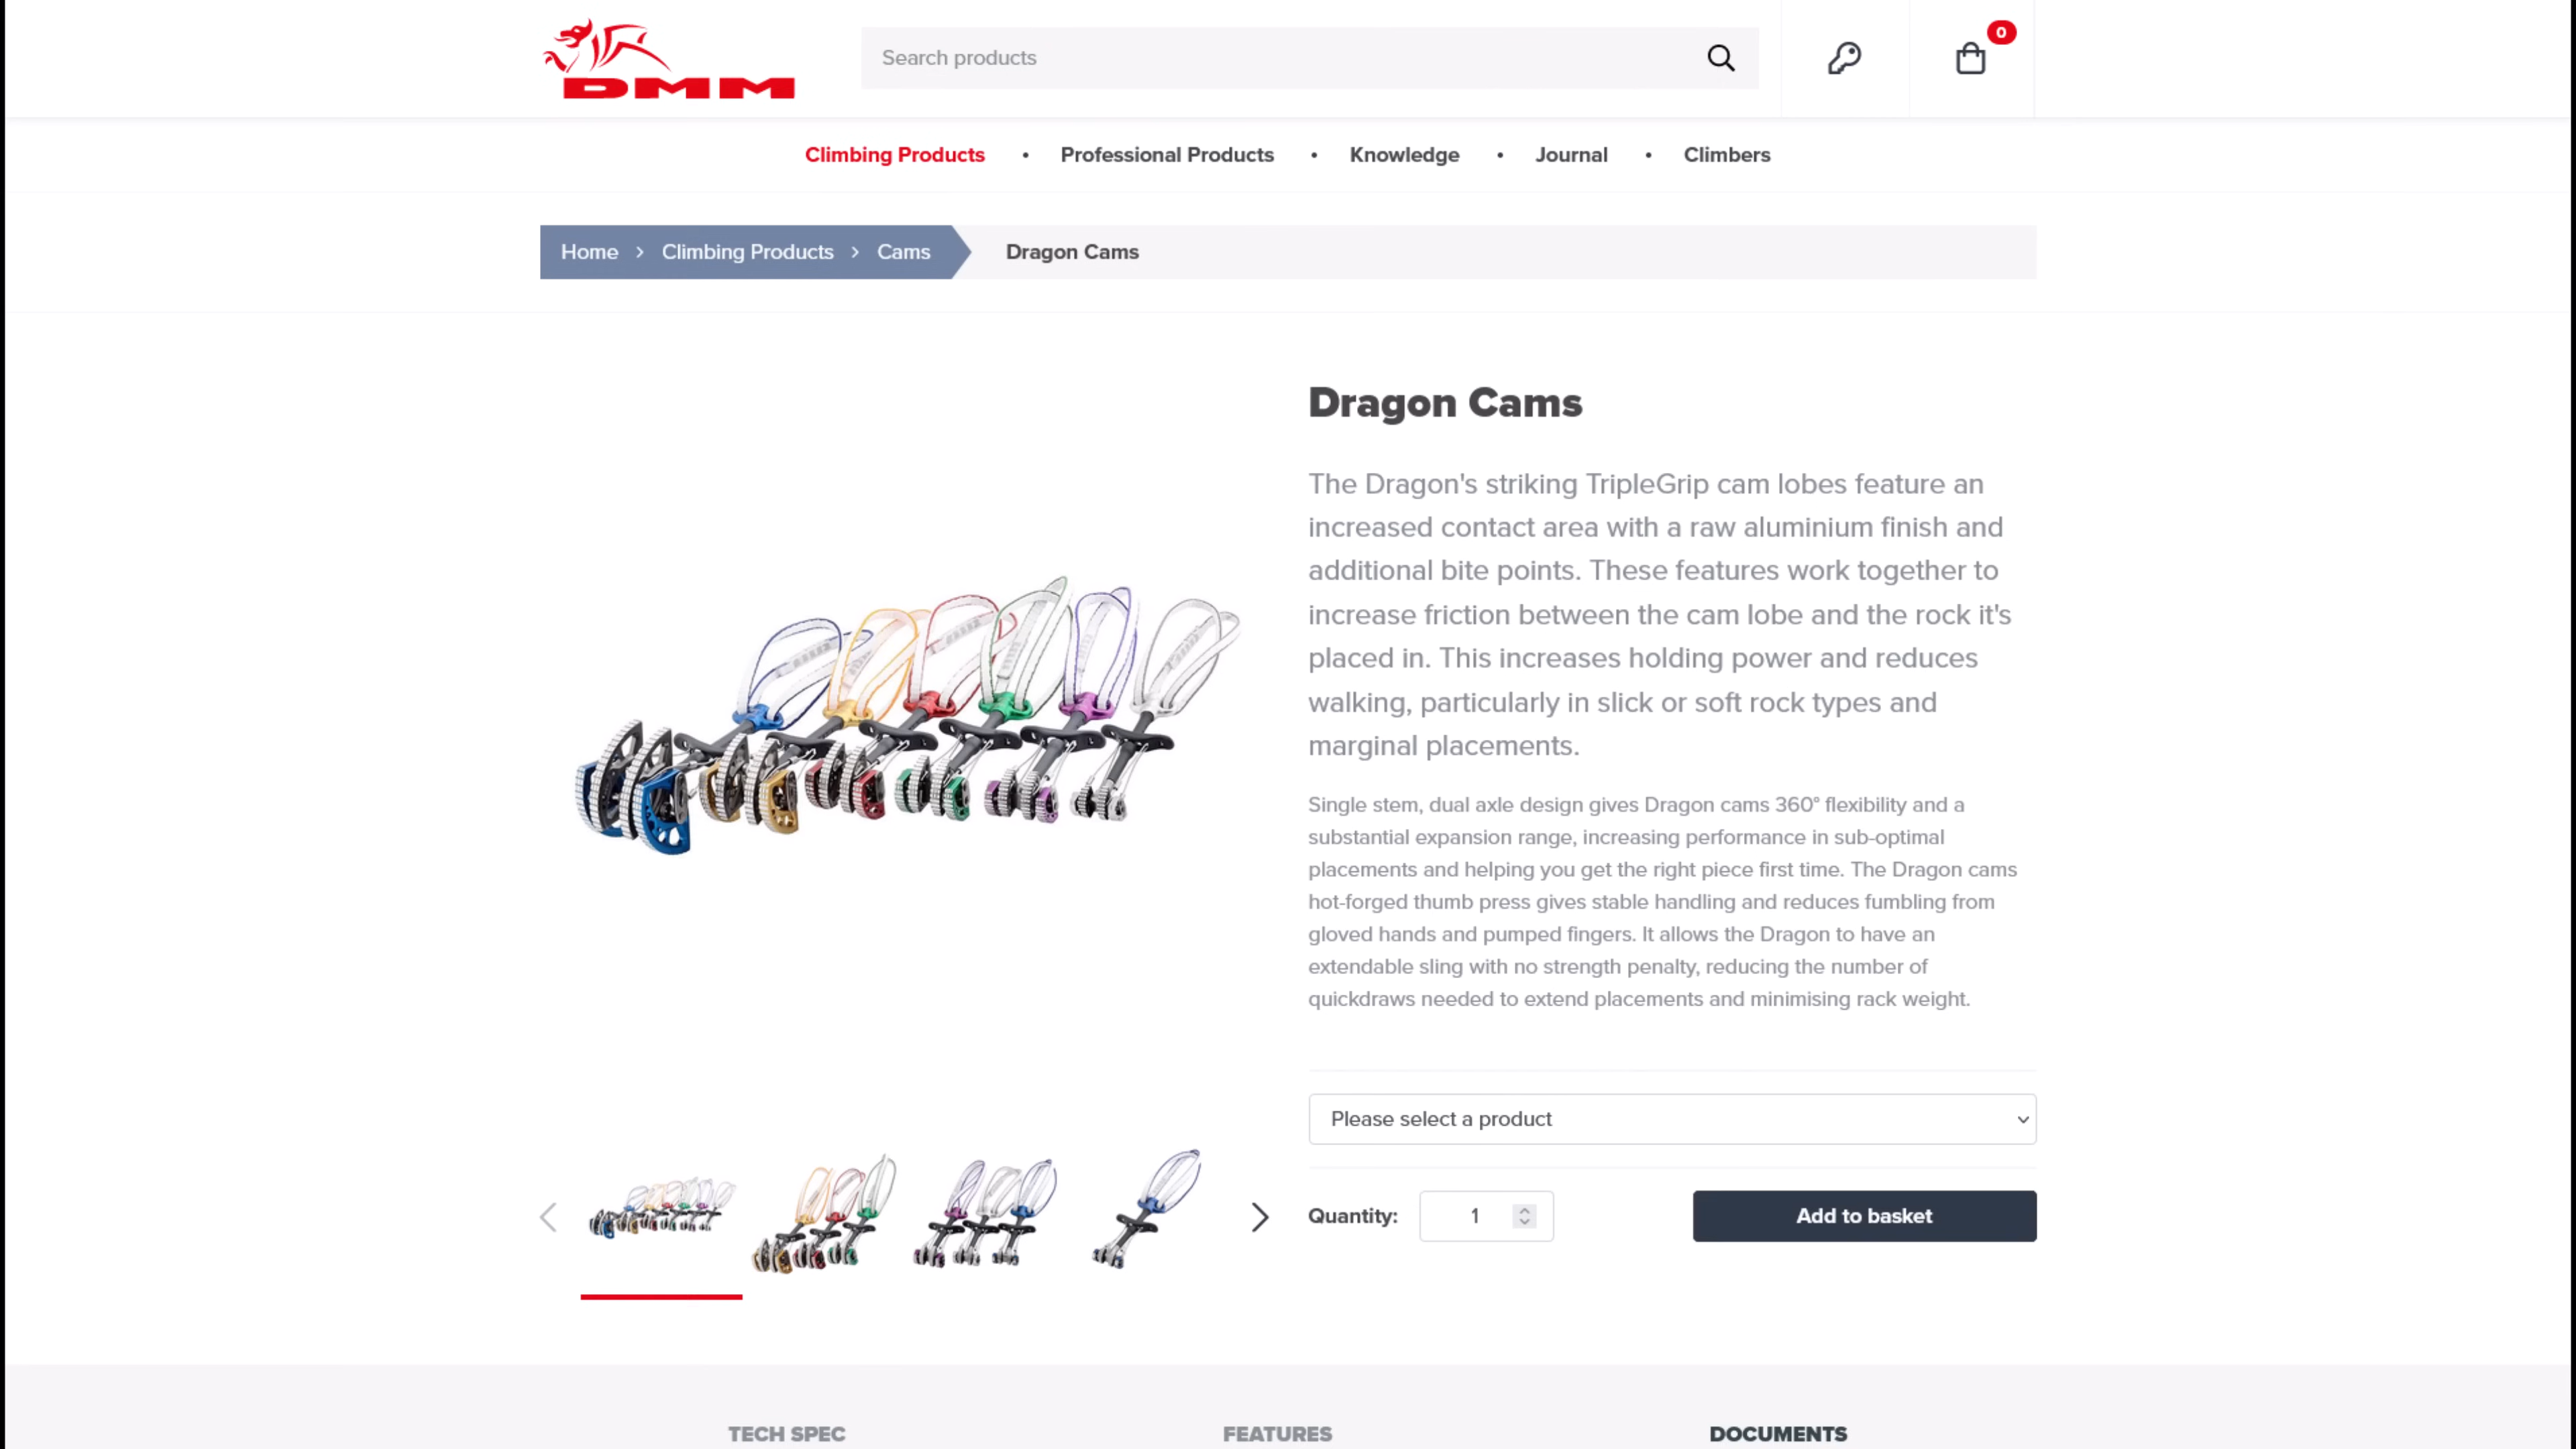 DMM
Search products
0
Climbing Products • Professional Products • Knowledge • Journal • Climbers
Home > Climbing Products > Cams Dragon Cams
Dragon Cams
The Dragon's striking TripleGrip cam lobes feature an
increased contact area with a raw aluminium finish and
additional bite points. These features work together to
increase friction between the cam lobe and the rock it's
placed in. This increases holding power and reduces
walking, particularly in slick or soft rock types and
marginal placements.
Single stem, dual axle design gives Dragon cams 360° flexibility and a
substantial expansion range, increasing performance in sub-optimal
placements and helping you get the right piece first time. The Dragon cams
hot-forged thumb press gives stable handling and reduces fumbling from
gloved hands and pumped fingers. It allows the Dragon to have an
extendable sling with no strength penalty, reducing the number of
quickdraws needed to extend placements and minimising rack weight.
Please select a product
Quantity: 1 Add to basket
TECH SPEC FEATURES DOCUMENTS